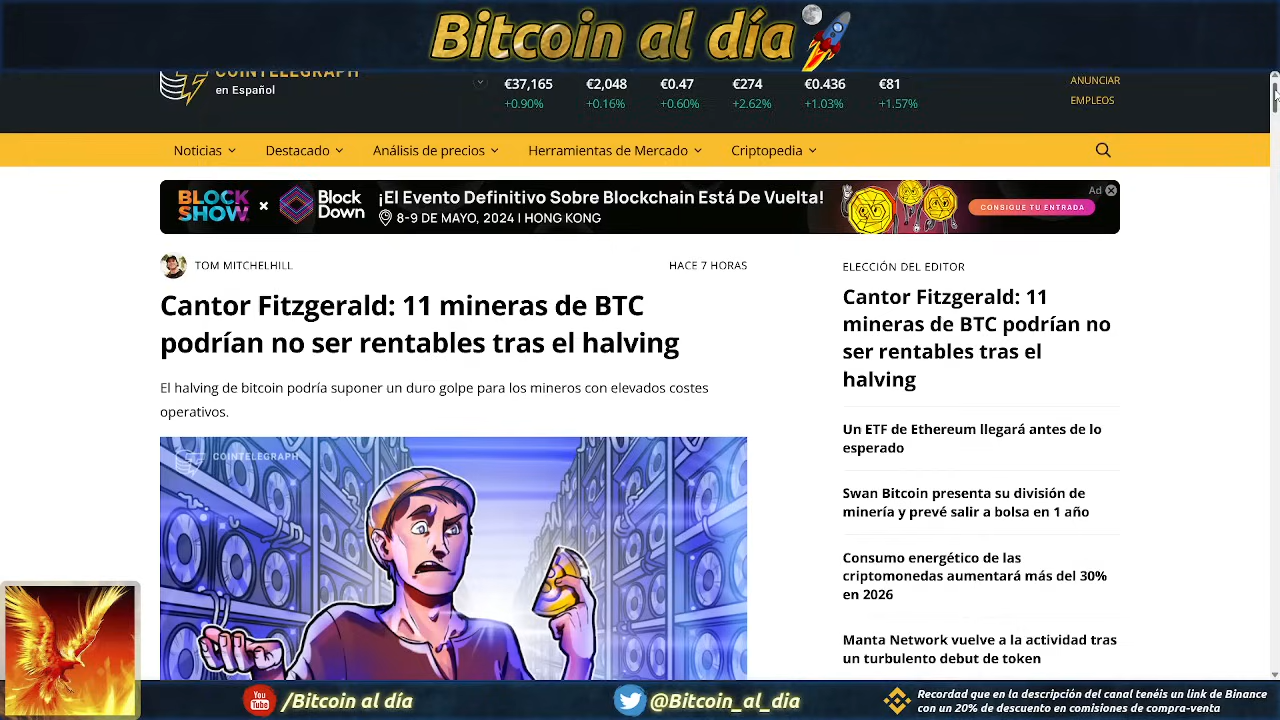 Bitcoin al día
COINTELEGRAPH
en Español
€37,165 €2,048 €0.47 €274 €0.436 €81
+0.90% +0.16% +0.60% +2.62% +1.03% +1.57%
ANUNCIAR
EMPLEOS
Noticias Destacado Análisis de precios Herramientas de Mercado Criptopedia
BLOCK SHOW × Block Down
¡El Evento Definitivo Sobre Blockchain Está De Vuelta!
8-9 DE MAYO, 2024 | HONG KONG
CONSIGUE TU ENTRADA
Ad
TOM MITCHELHILL HACE 7 HORAS
Cantor Fitzgerald: 11 mineras de BTC
podrían no ser rentables tras el halving
El halving de bitcoin podría suponer un duro golpe para los mineros con elevados costes
operativos.
COINTELEGRAPH
ELECCIÓN DEL EDITOR
Cantor Fitzgerald: 11
mineras de BTC podrían no
ser rentables tras el
halving
Un ETF de Ethereum llegará antes de lo
esperado
Swan Bitcoin presenta su división de
minería y prevé salir a bolsa en 1 año
Consumo energético de las
criptomonedas aumentará más del 30%
en 2026
Manta Network vuelve a la actividad tras
un turbulento debut de token
You Tube /Bitcoin al día
@Bitcoin_al_dia
Recordad que en la descripción del canal tenéis un link de Binance
con un 20% de descuento en comisiones de compra-venta